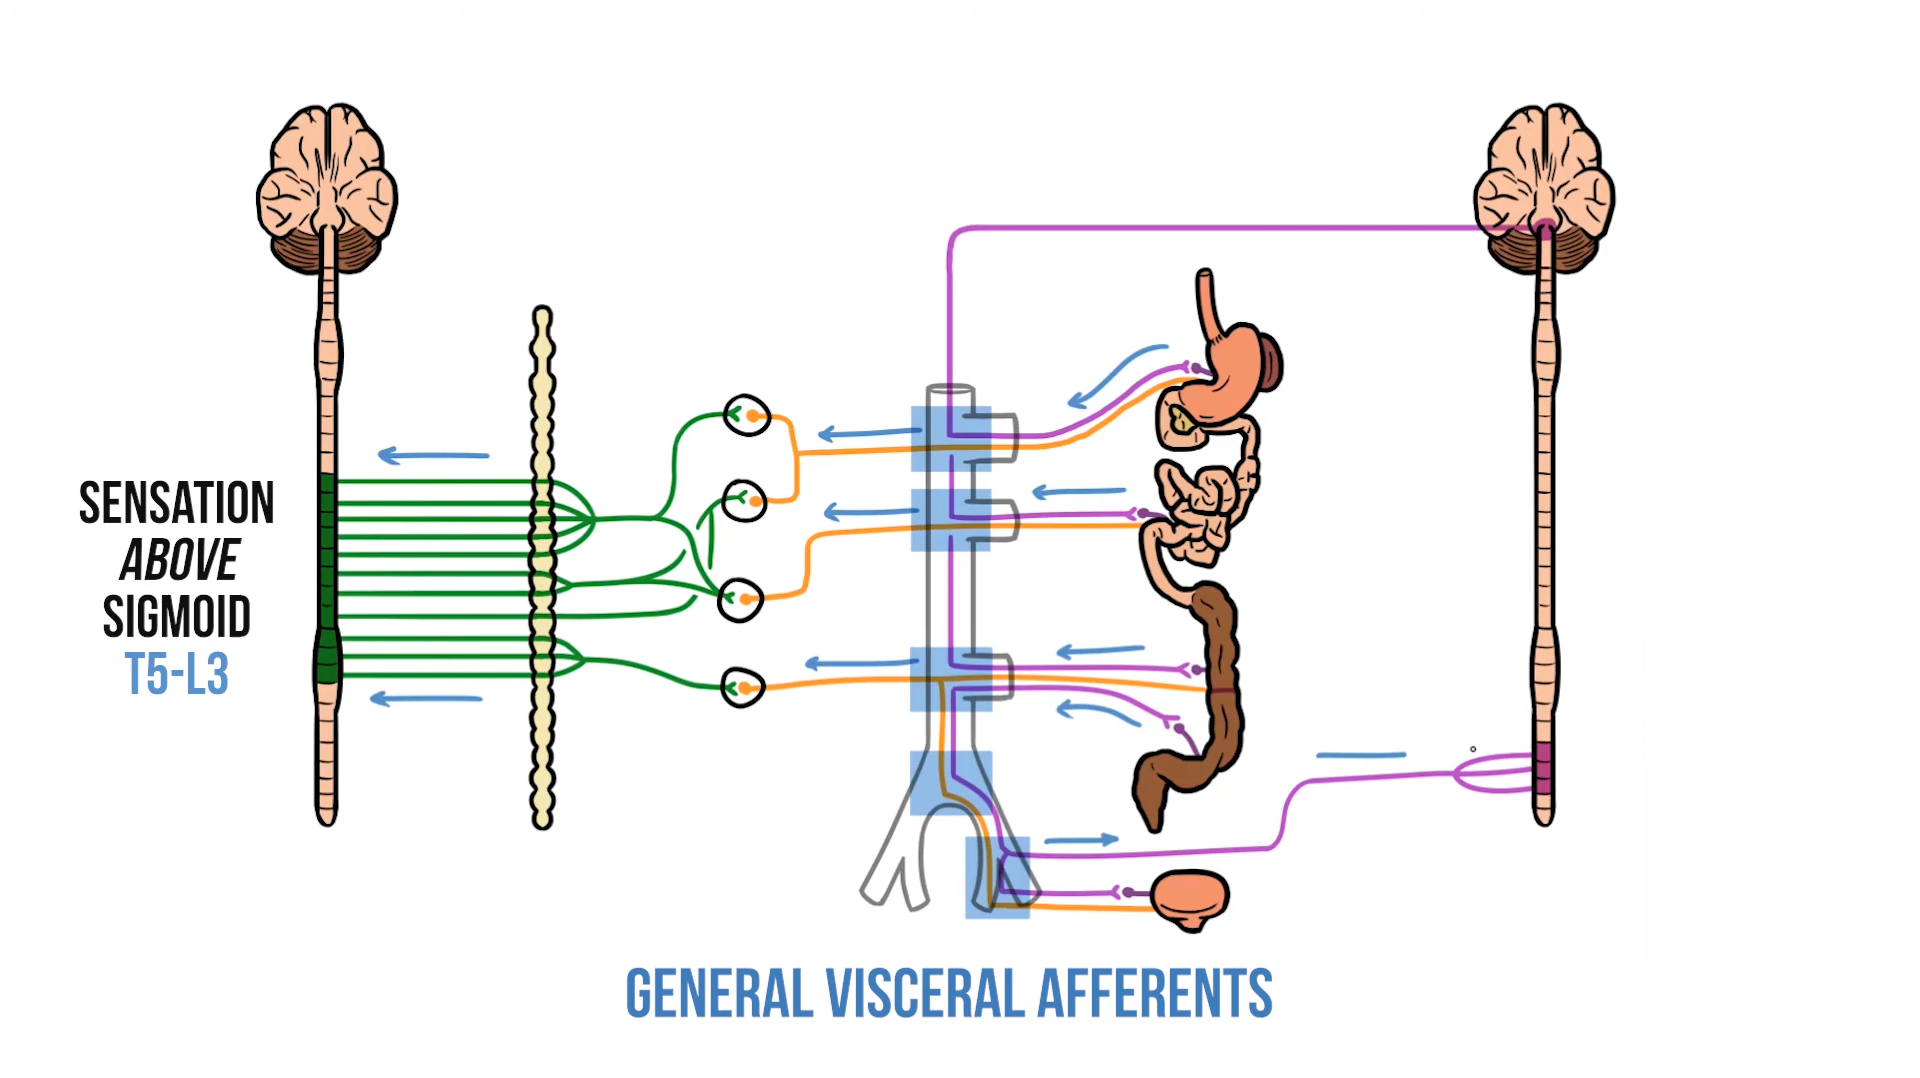 SENSATION
ABOVE
SIGMOID
T5-L3
GENERAL VISCERAL AFFERENTS